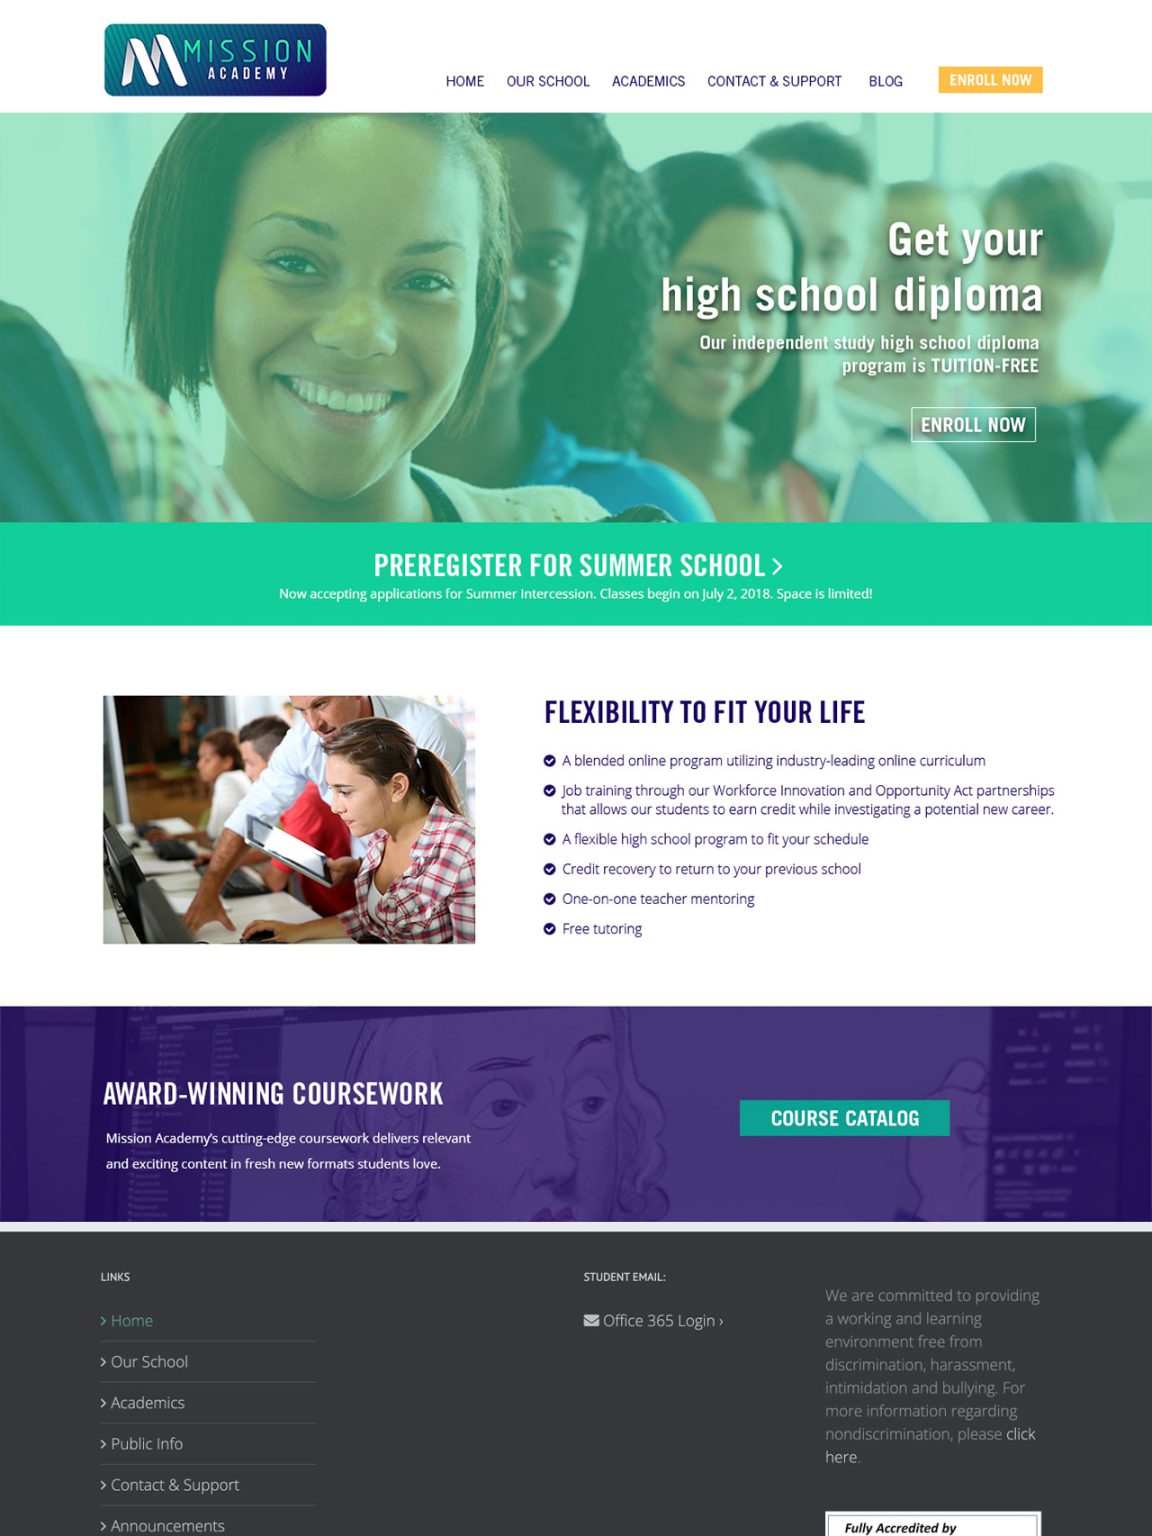 MISSION
ACADEMY
HOME OUR SCHOOL ACADEMICS CONTACT & SUPPORT BLOG ENROLL NOW
Get your
high school diploma
Our independent study high school diploma
program is TUITION-FREE
ENROLL NOW
PREREGISTER FOR SUMMER SCHOOL >
Now accepting applications for Summer Intercession. Classes begin on July 2, 2018. Space is limited!
FLEXIBILITY TO FIT YOUR LIFE
A blended online program utilizing industry-leading online curriculum
Job training through our Workforce Innovation and Opportunity Act partnerships
that allows our students to earn credit while investigating a potential new career.
A flexible high school program to fit your schedule
Credit recovery to return to your previous school
One-on-one teacher mentoring
Free tutoring
AWARD-WINNING COURSEWORK
Mission Academy's cutting-edge coursework delivers relevant
and exciting content in fresh new formats students love.
COURSE CATALOG
LINKS
> Home
> Our School
> Academics
> Public Info
> Contact & Support
> Announcements
STUDENT EMAIL:
Office 365 Login ›
We are committed to providing
a working and learning
environment free from
discrimination, harassment,
intimidation and bullying. For
more information regarding
nondiscrimination, please click
here.
Fully Accredited by